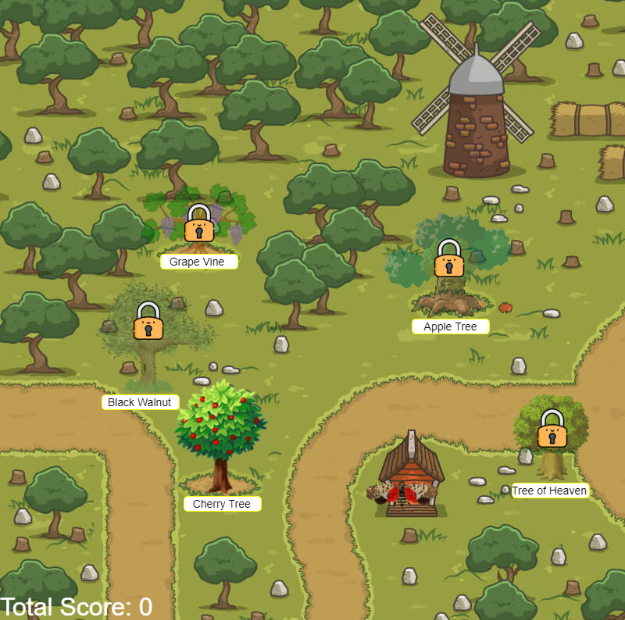 Grape Vine
Apple Tree
Black Walnut
Tree of Heaven
Cherry Tree
Total Score: 0